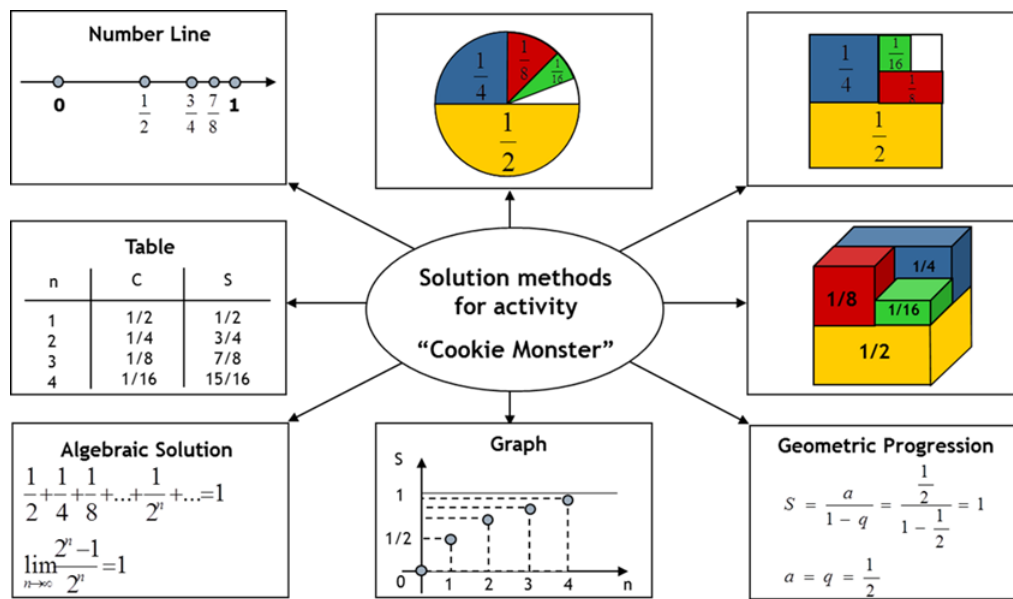 Number Line
0 1/2 3/4 7/8 1
1/4
1/8
1/16
1/2
1/4
1/16
1/8
1/2
Table
n C S
1 1/2 1/2
2 1/4 3/4
3 1/8 7/8
4 1/16 15/16
Solution methods
for activity
“Cookie Monster”
1/4
1/8
1/16
1/2
Algebraic Solution
1/2+1/4+1/8+...+1/2ⁿ+...=1
lim n→∞ 2ⁿ−1/2ⁿ=1
Graph
S
1
1/2
0 1 2 3 4 n
Geometric Progression
S = a/1 − q = 1/2/1 − 1/2 = 1
a = q = 1/2